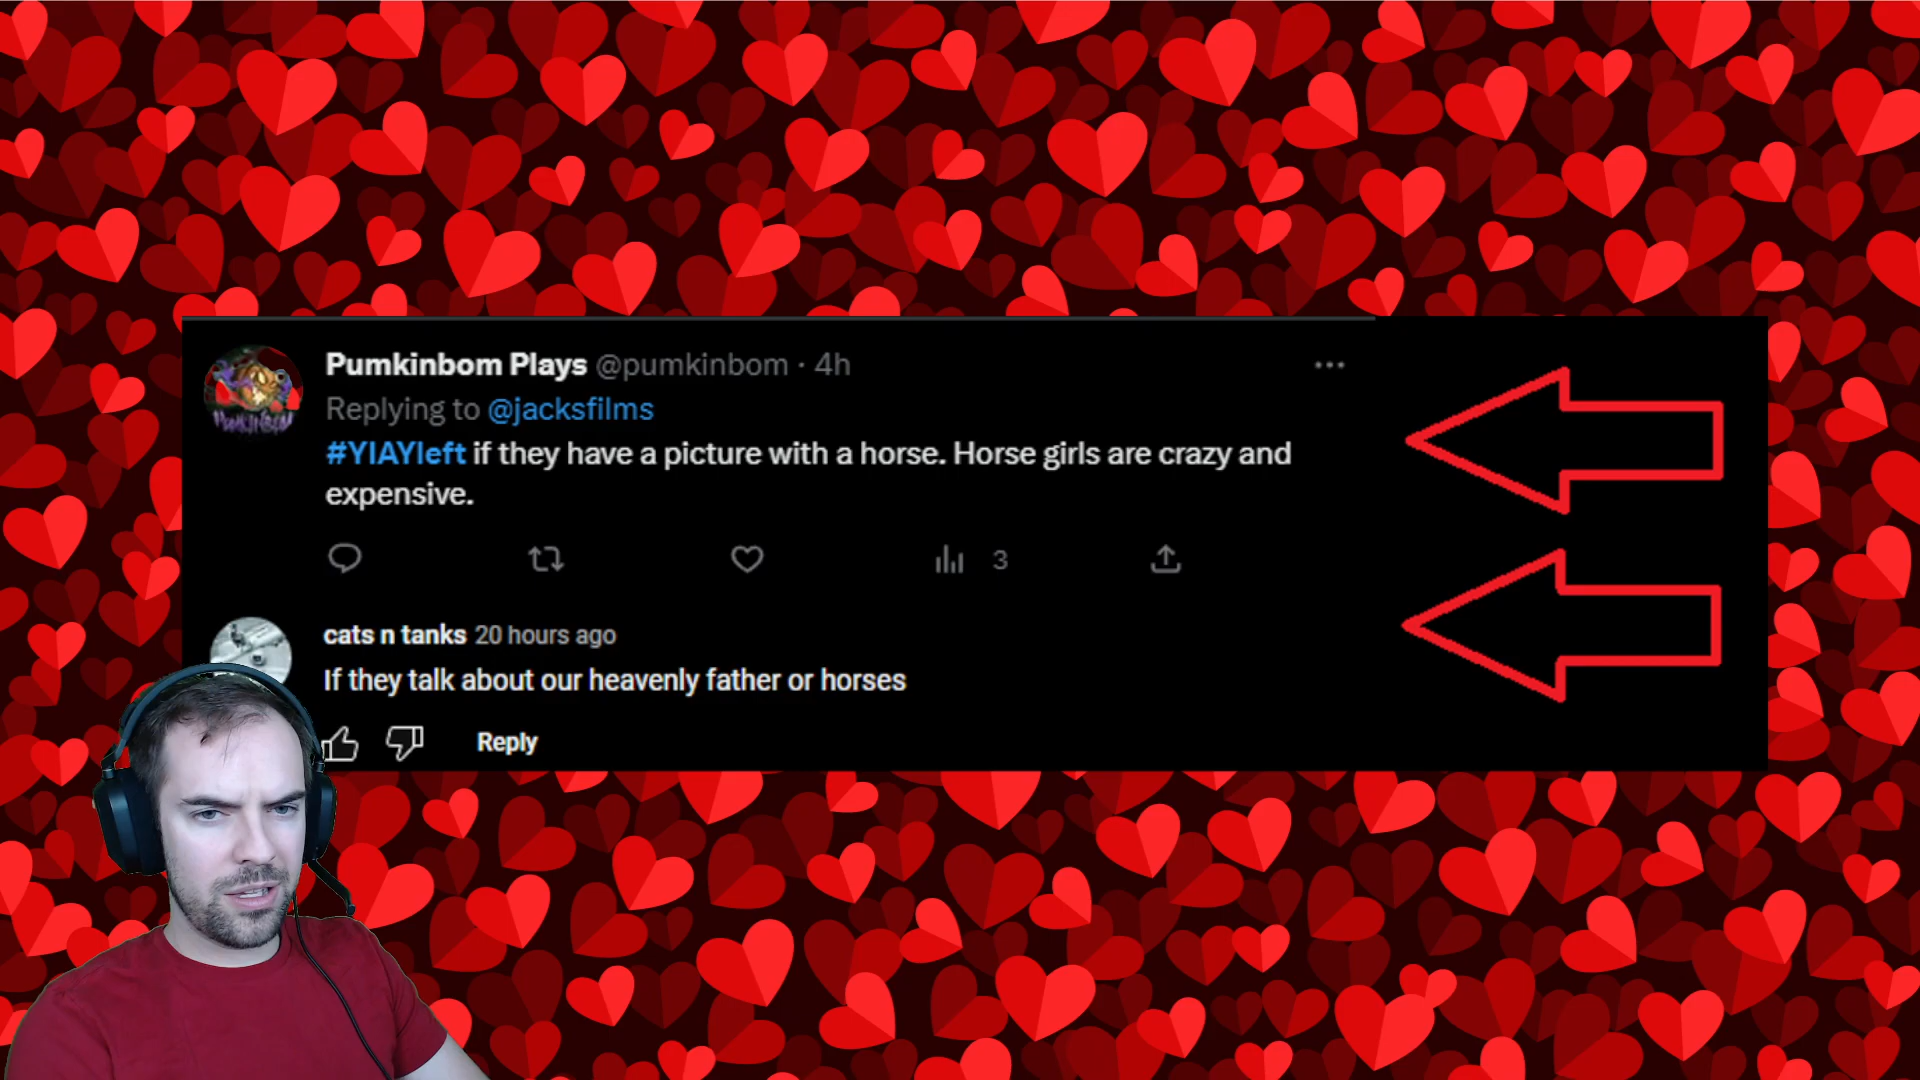 Pumkinbom Plays @pumkinbom · 4h
Replying to @jacksfilms
#YIAYleft if they have a picture with a horse. Horse girls are crazy and
expensive.
3
cats n tanks 20 hours ago
If they talk about our heavenly father or horses
Reply
PUMKINBOM